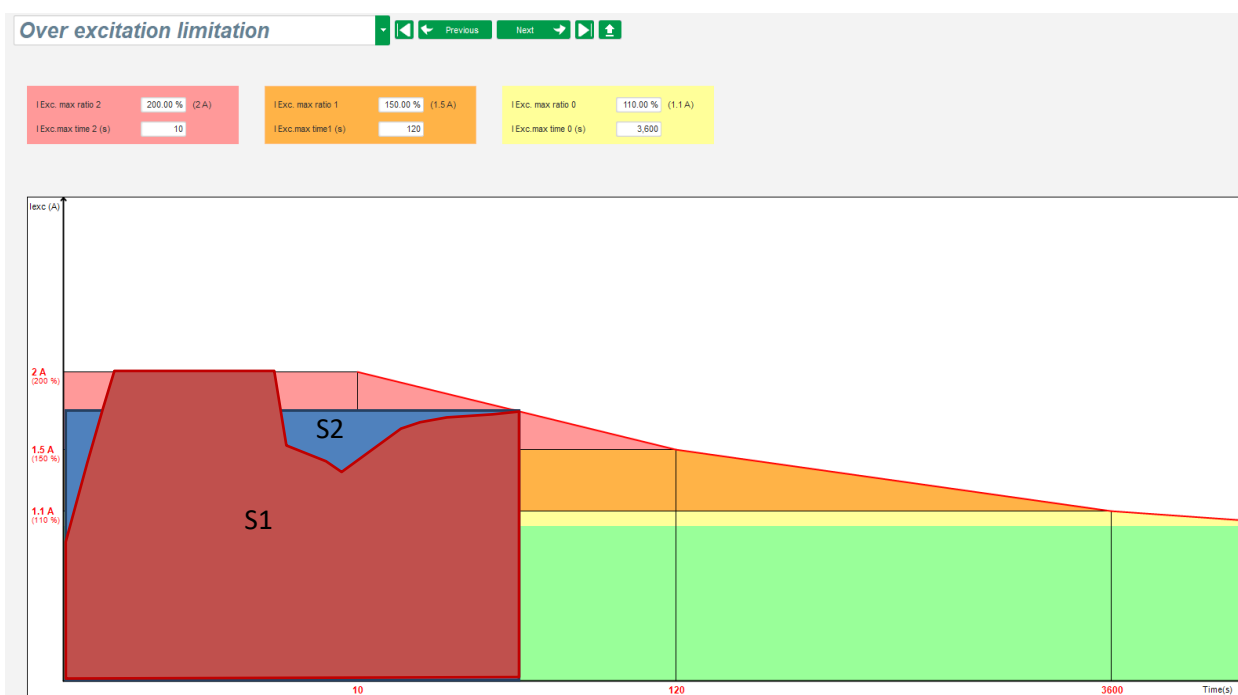 Over excitation limitation
Previous
Next
I Exc. max ratio 2 200.00 % (2 A)
I Exc.max time 2 (s) 10
I Exc. max ratio 1 150.00 % (1.5 A)
I Exc.max time1 (s) 120
I Exc. max ratio 0 110.00 % (1.1 A)
I Exc.max time 0 (s) 3,600
Iexc (A)
2 A
(200 %)
S2
1.5 A
(150 %)
1.1 A
(110 %)
S1
10 120 3600 Time(s)